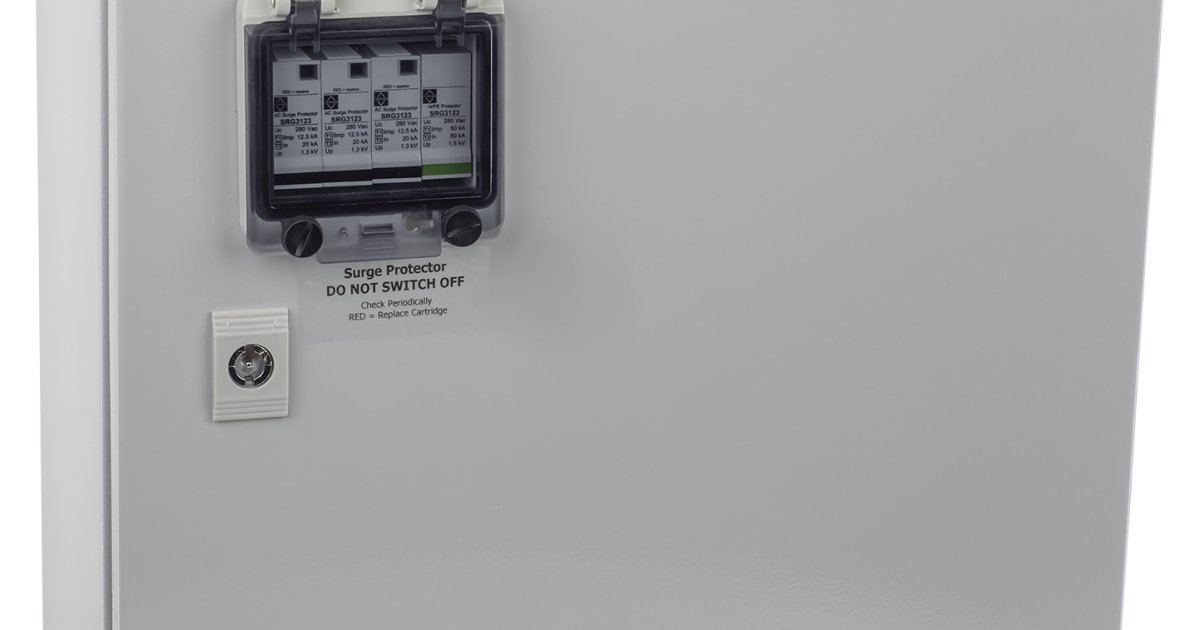 RED = replace
AC Surge Protector
SRG3123
Uc 280 Vac
T1 Iimp 12.5 kA
T2 In 20 kA
Up 1.3 kV
RED = replace
AC Surge Protector
SRG3123
Uc 280 Vac
T1 Iimp 12.5 kA
T2 In 20 kA
Up 1.3 kV
RED = replace
AC Surge Protector
SRG3123
Uc 280 Vac
T1 Iimp 12.5 kA
T2 In 20 kA
Up 1.3 kV
N/PE Protector
SRG3123
Uc 280 Vac
T1 Iimp 50 kA
T2 In 80 kA
Up 1.5 kV
Surge Protector
DO NOT SWITCH OFF
Check Periodically
RED = Replace Cartridge